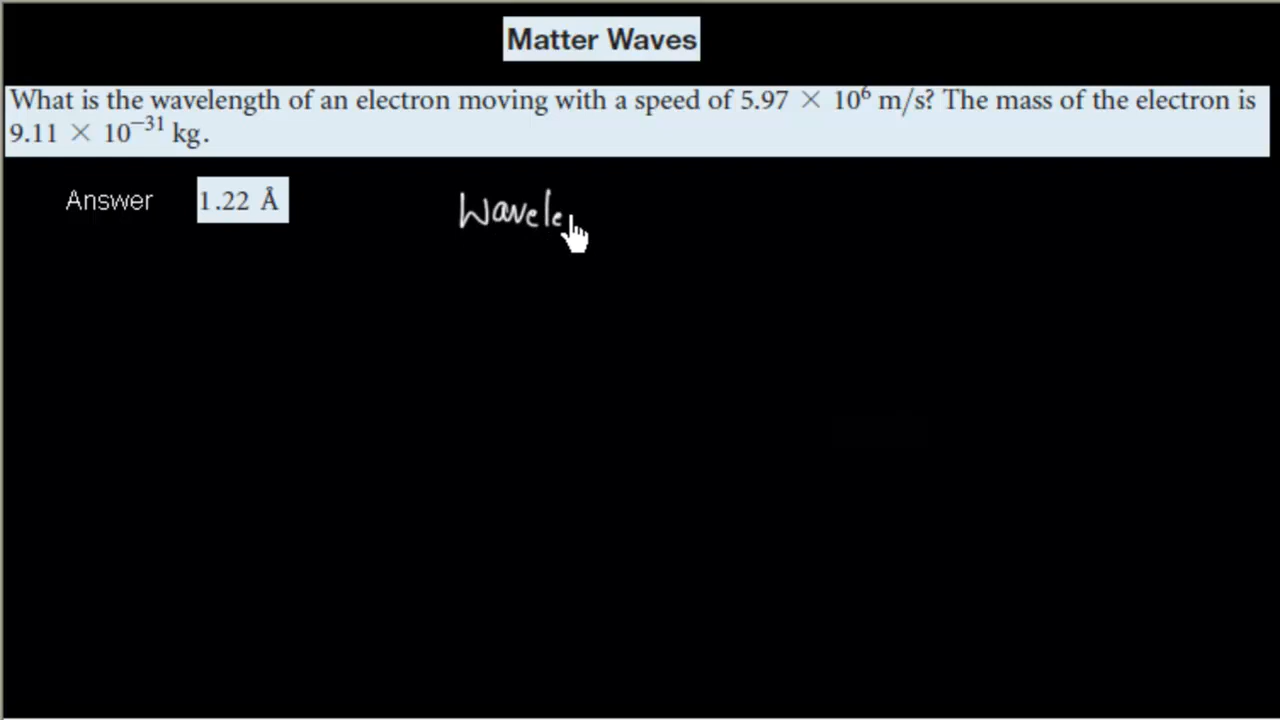 Matter Waves
What is the wavelength of an electron moving with a speed of 5.97 × 10⁶ m/s? The mass of the electron is
9.11 × 10⁻³¹ kg.
Answer 1.22 Å Wavele